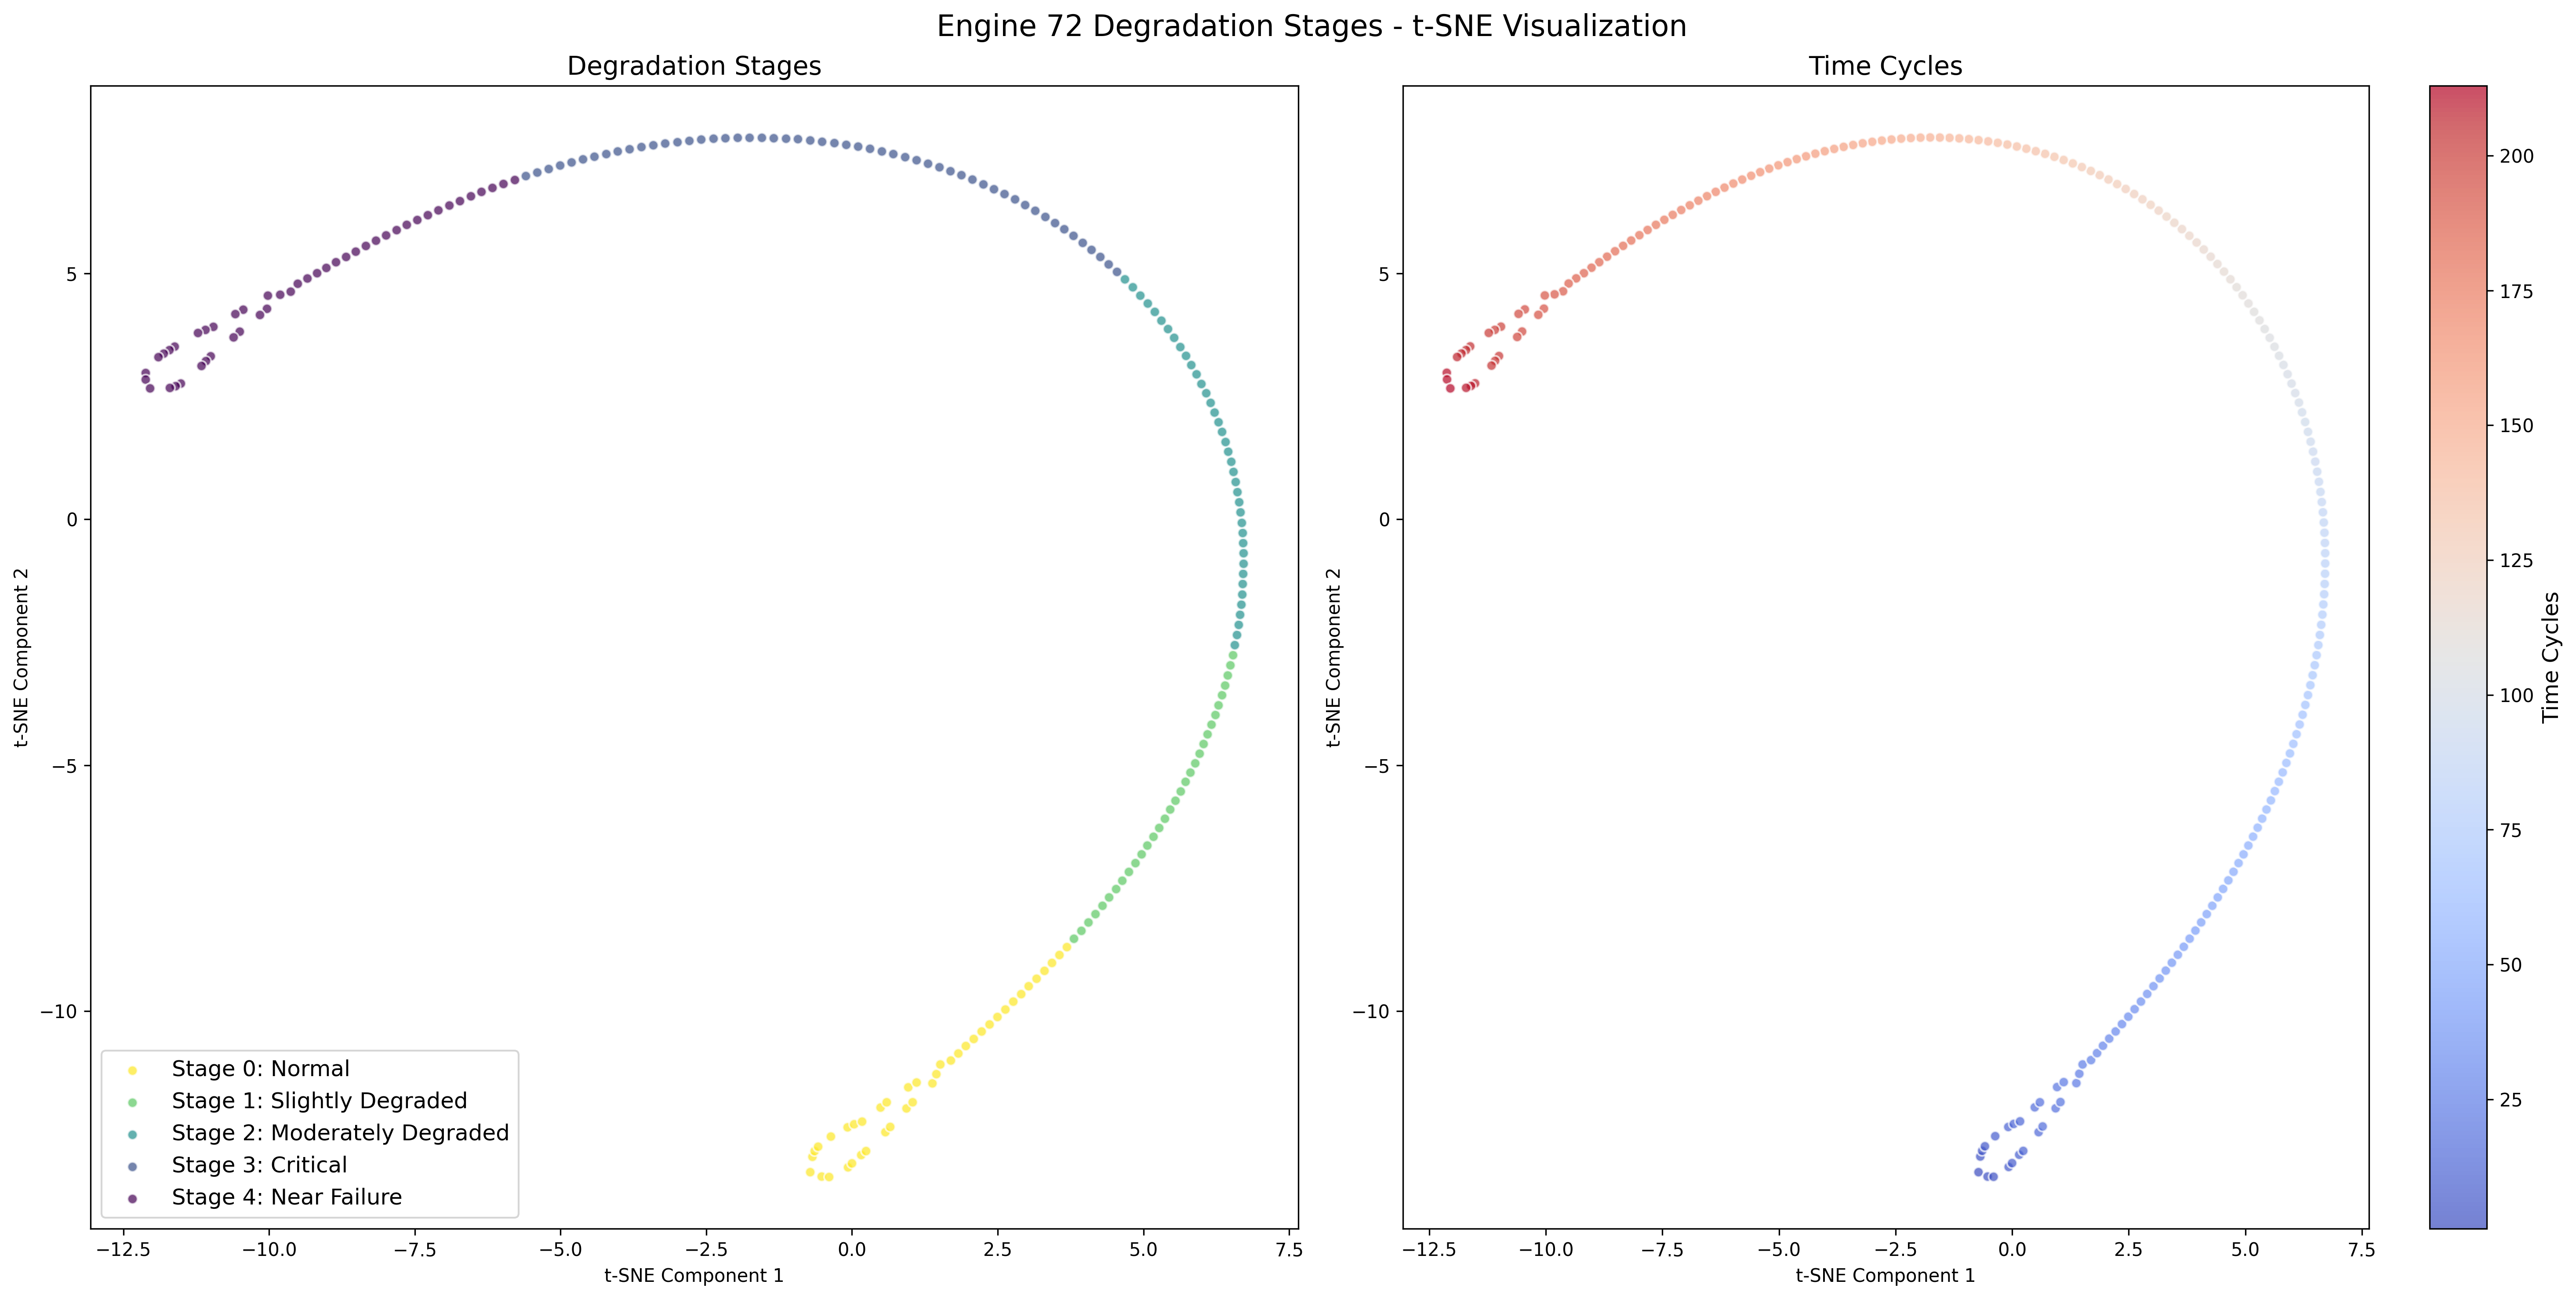 Engine 72 Degradation Stages - t-SNE Visualization
Degradation Stages
5
0
−5
−10
t-SNE Component 2
−12.5 −10.0 −7.5 −5.0 −2.5 0.0 2.5 5.0 7.5
t-SNE Component 1
Stage 0: Normal
Stage 1: Slightly Degraded
Stage 2: Moderately Degraded
Stage 3: Critical
Stage 4: Near Failure
Time Cycles
5
0
−5
−10
t-SNE Component 2
−12.5 −10.0 −7.5 −5.0 −2.5 0.0 2.5 5.0 7.5
t-SNE Component 1
200
175
150
125
100
75
50
25
Time Cycles